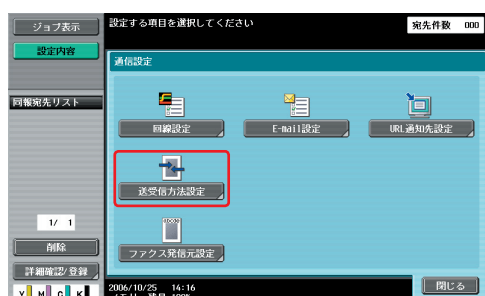 ジョブ表示
設定する項目を選択してください
宛先件数 000
設定内容
通信設定
同報宛先リスト
回線設定
E-mail設定
URL通知先設定
送受信方法設定
1/ 1
ファクス発信元設定
削除
詳細確認/登録
2006/10/25 14:16
閉じる
Y M C K